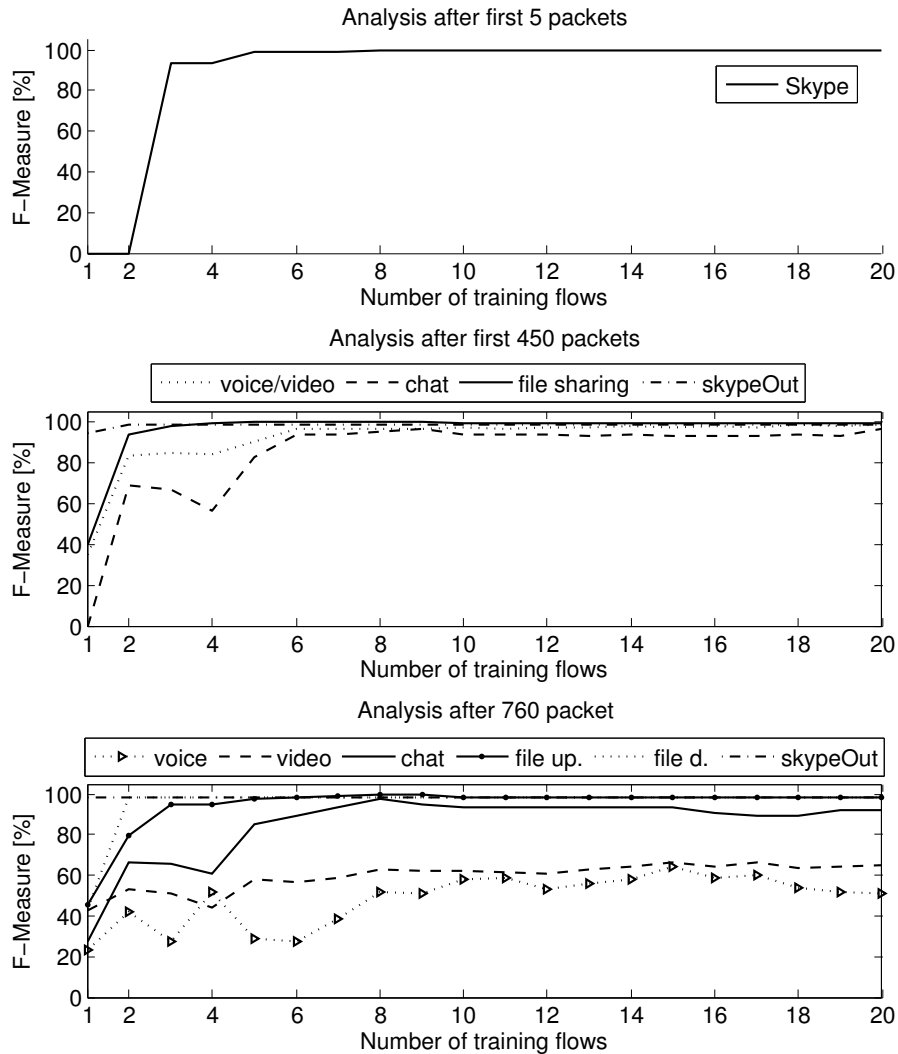 Analysis after first 5 packets
F-Measure [%]
100
80
60
40
20
0
Skype
1 2 4 6 8 10 12 14 16 18 20
Number of training flows
Analysis after first 450 packets
voice/video chat file sharing skypeOut
F-Measure [%]
100
80
60
40
20
0
1 2 4 6 8 10 12 14 16 18 20
Number of training flows
Analysis after 760 packet
voice video chat file up. file d. skypeOut
F-Measure [%]
100
80
60
40
20
0
1 2 4 6 8 10 12 14 16 18 20
Number of training flows